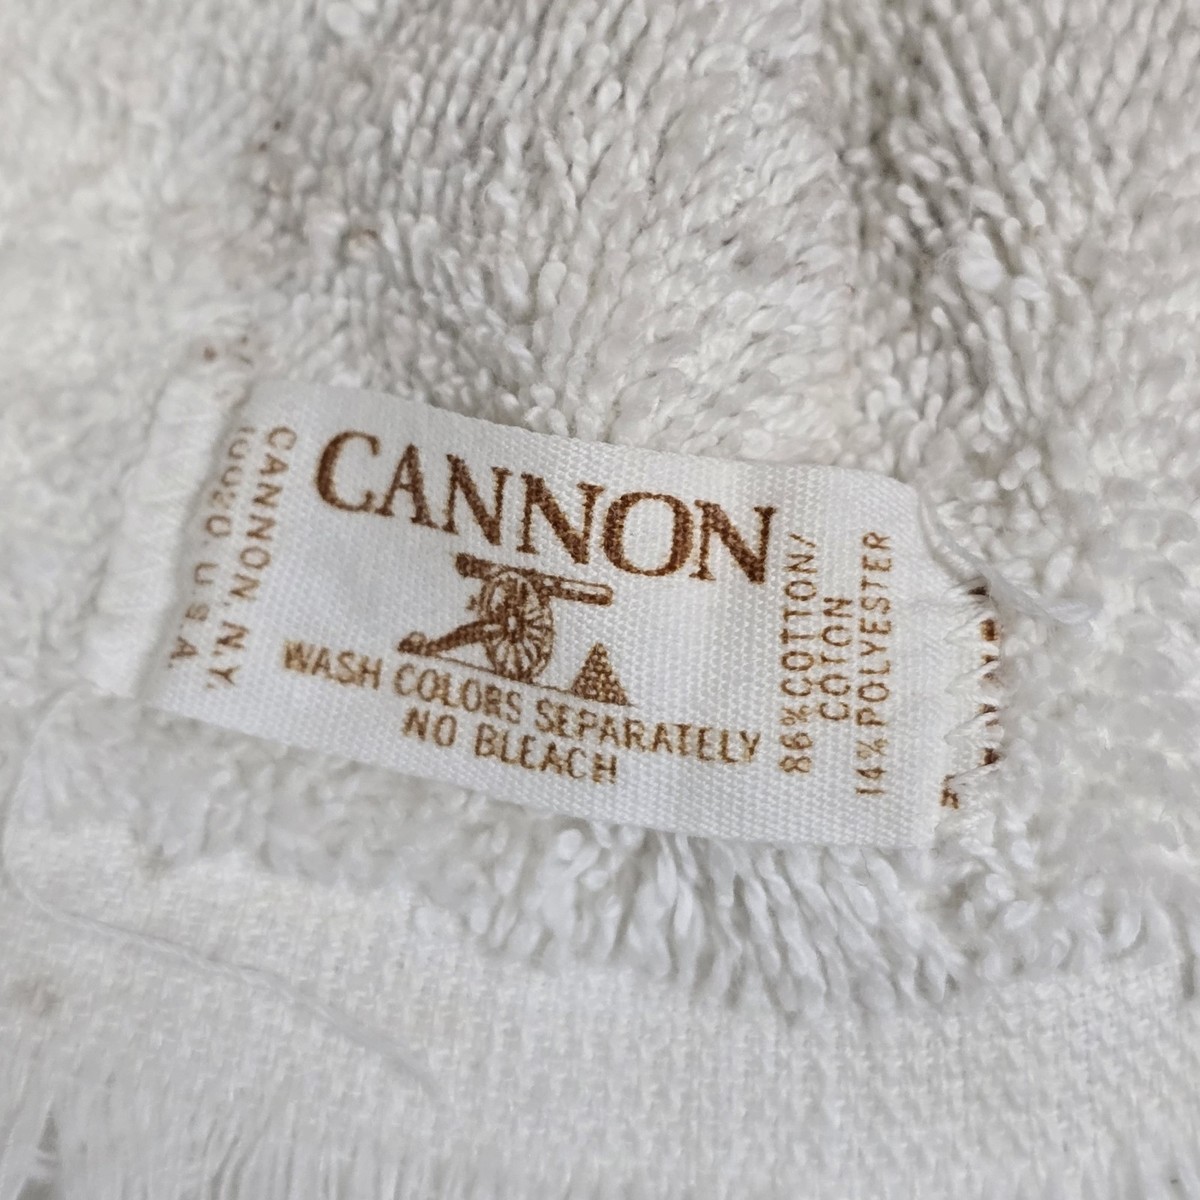 CANNON
WASH COLORS SEPARATELY
NO BLEACH
CANNON, N.Y.
10020 U.S.A.
86% COTTON/
COTON
14% POLYESTER